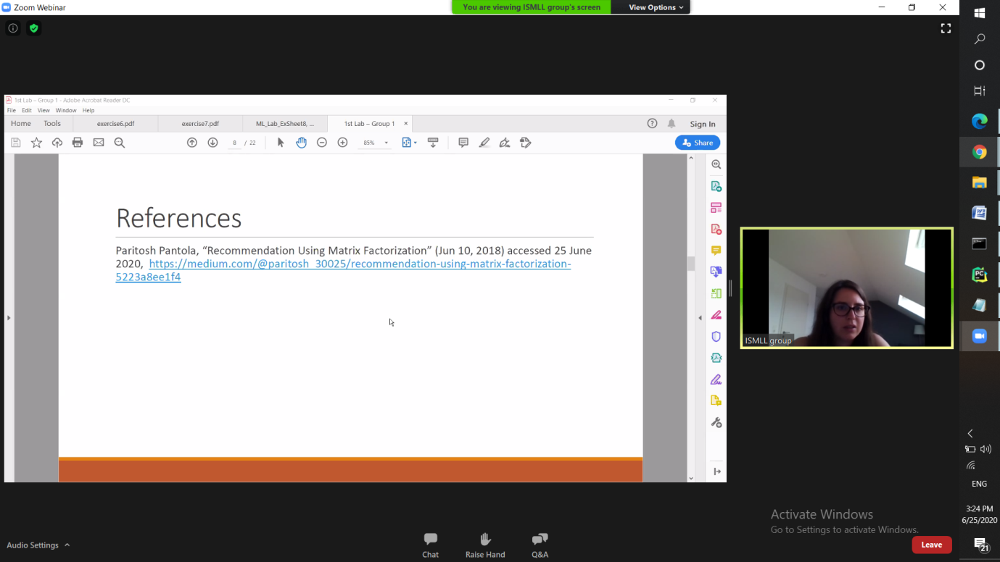 Zoom Webinar
You are viewing ISMLL group's screen
View Options
1st Lab – Group 1 - Adobe Acrobat Reader DC
File Edit View Window Help
Home Tools exercise6.pdf exercise7.pdf ML_Lab_ExSheet8, ... 1st Lab – Group 1 × Sign In
8 / 22 85% Share
References
Paritosh Pantola, “Recommendation Using Matrix Factorization” (Jun 10, 2018) accessed 25 June
2020, https://medium.com/@paritosh_30025/recommendation-using-matrix-factorization-
5223a8ee1f4
ISMLL group
ENG
3:24 PM
6/25/2020
21
Activate Windows
Go to Settings to activate Windows.
Audio Settings
Chat Raise Hand Q&A
Leave